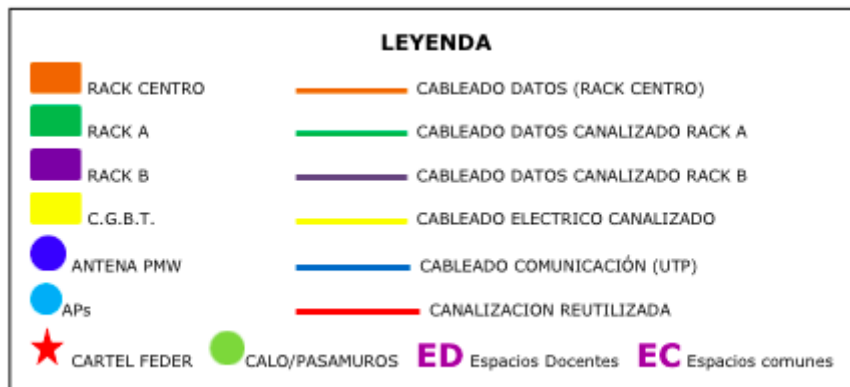 LEYENDA
RACK CENTRO CABLEADO DATOS (RACK CENTRO)
RACK A CABLEADO DATOS CANALIZADO RACK A
RACK B CABLEADO DATOS CANALIZADO RACK B
C.G.B.T. CABLEADO ELECTRICO CANALIZADO
ANTENA PMW CABLEADO COMUNICACIÓN (UTP)
APs CANALIZACION REUTILIZADA
CARTEL FEDER CALO/PASAMUROS ED Espacios Docentes EC Espacios comunes